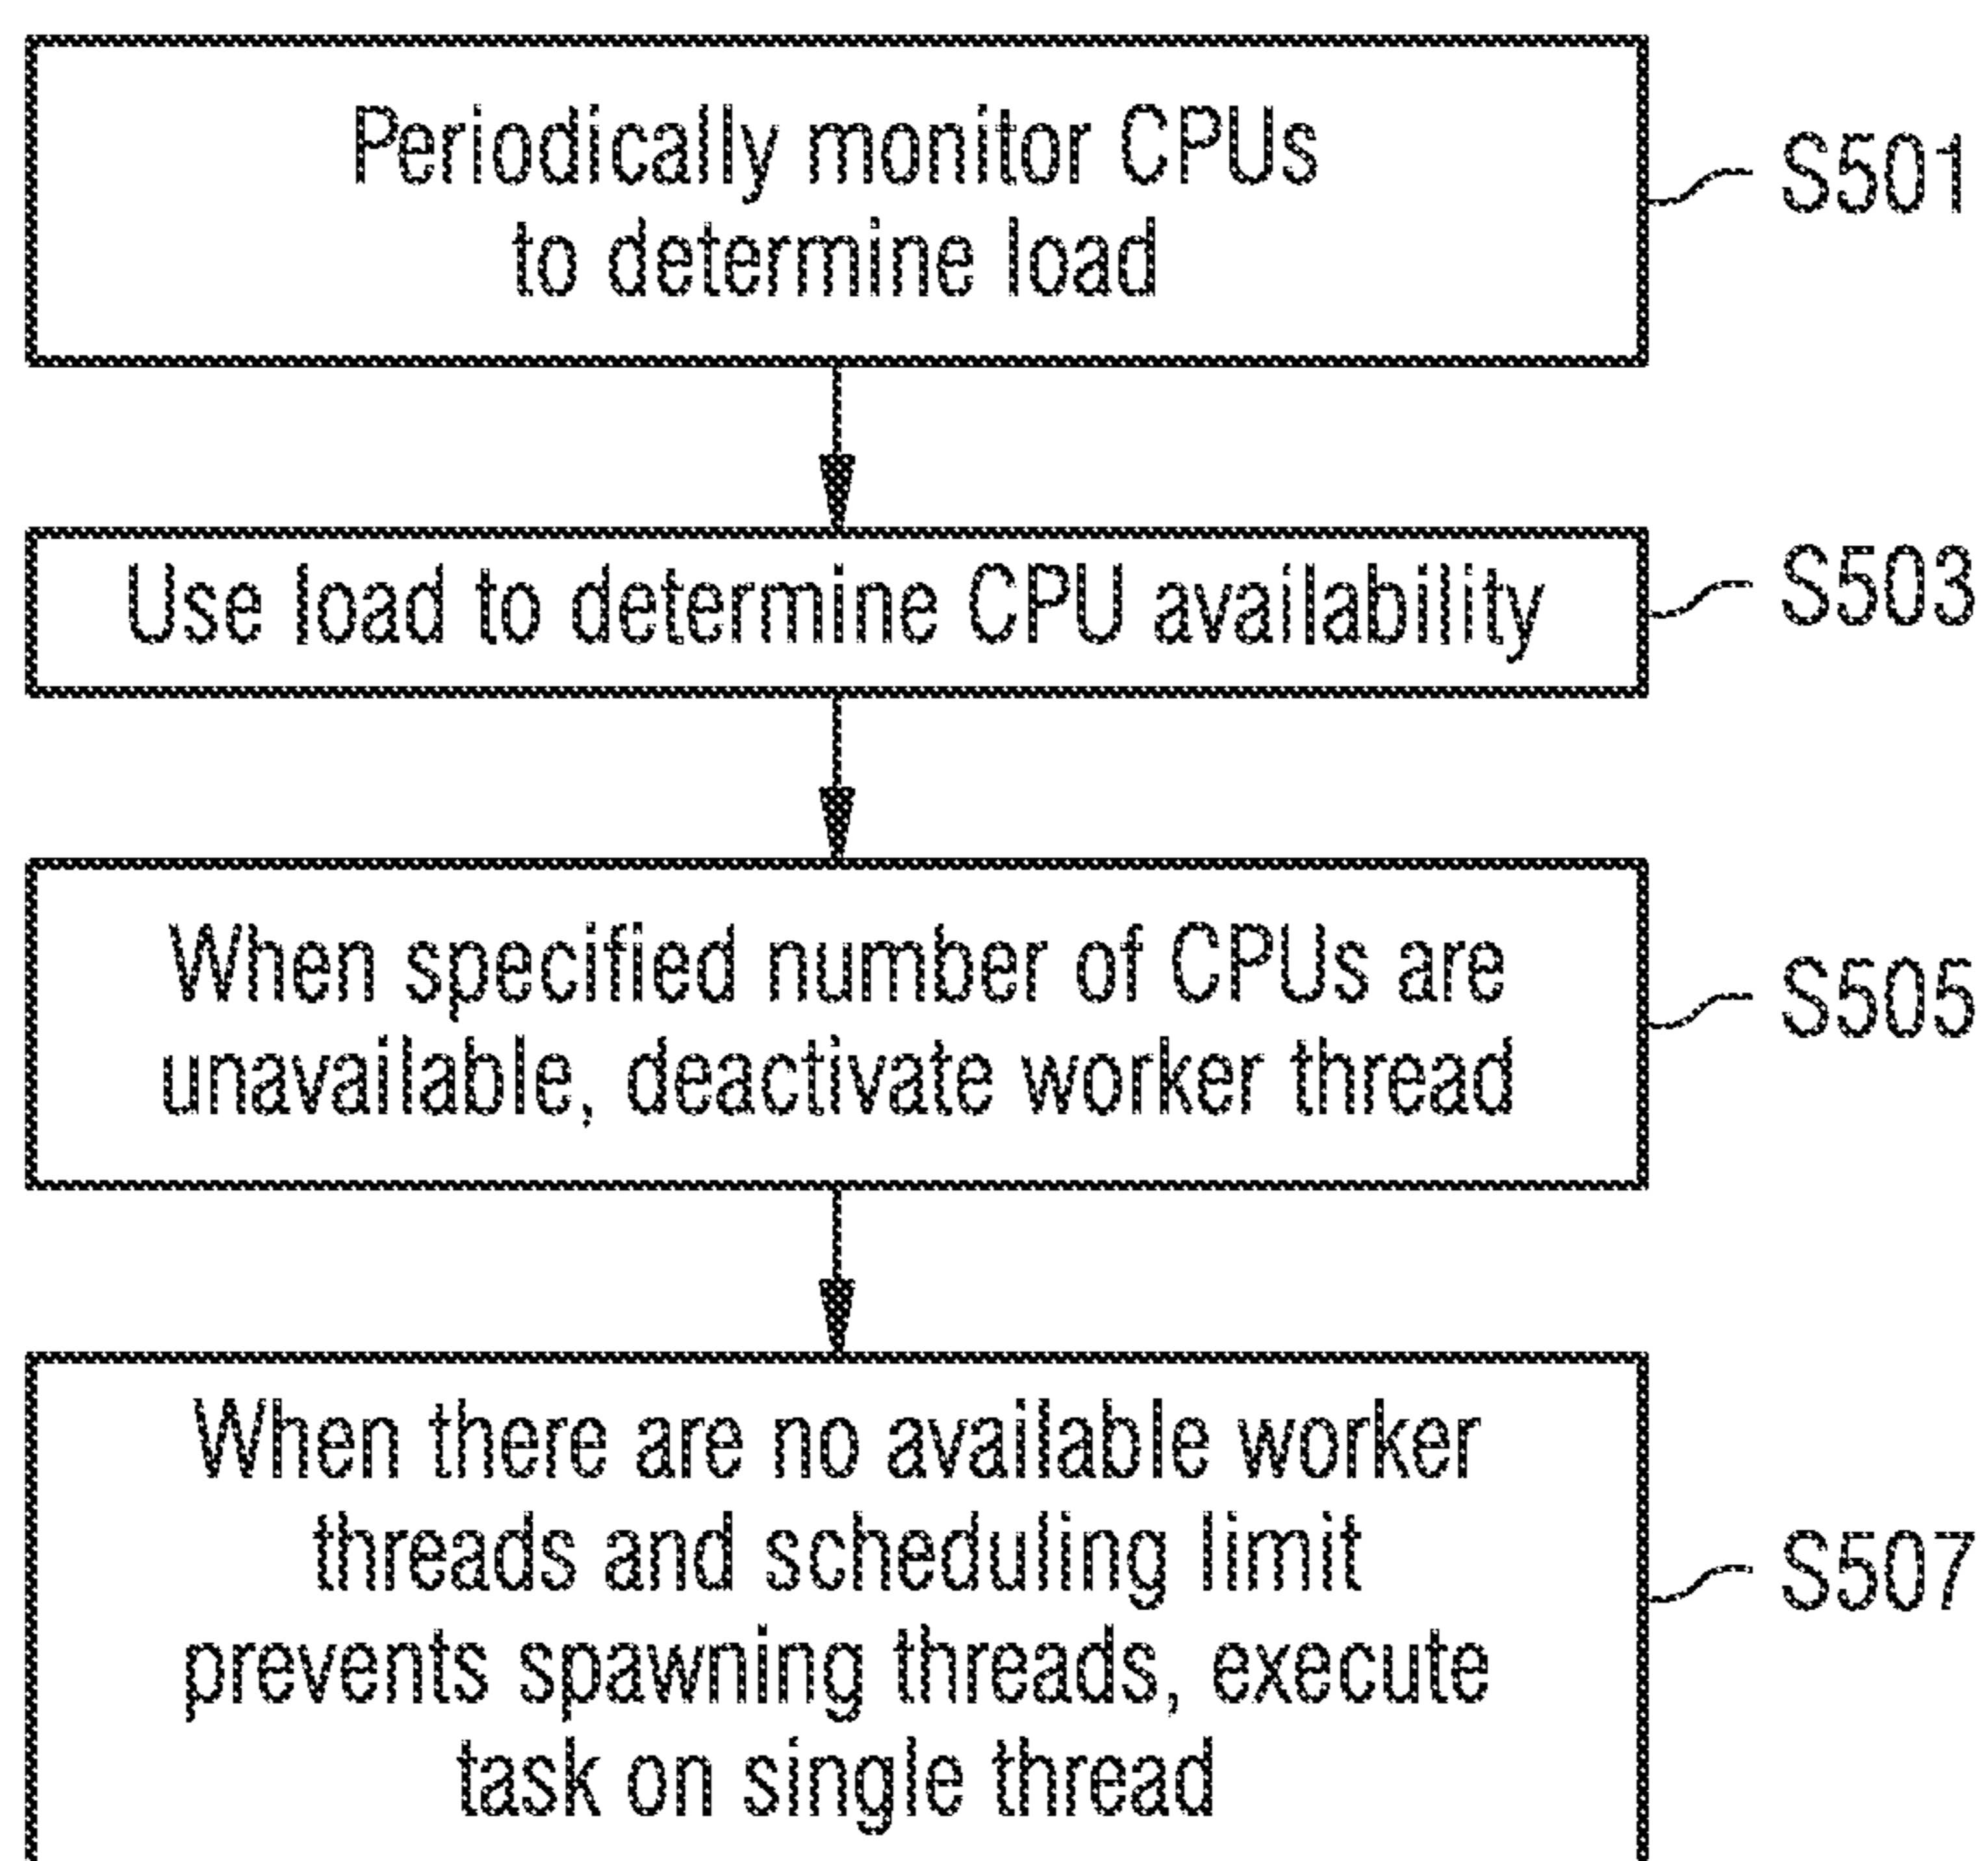 Periodically monitor CPUs
to determine load
S501
Use load to determine CPU availability
S503
When specified number of CPUs are
unavailable, deactivate worker thread
S505
When there are no available worker
threads and scheduling limit
prevents spawning threads, execute
task on single thread
S507